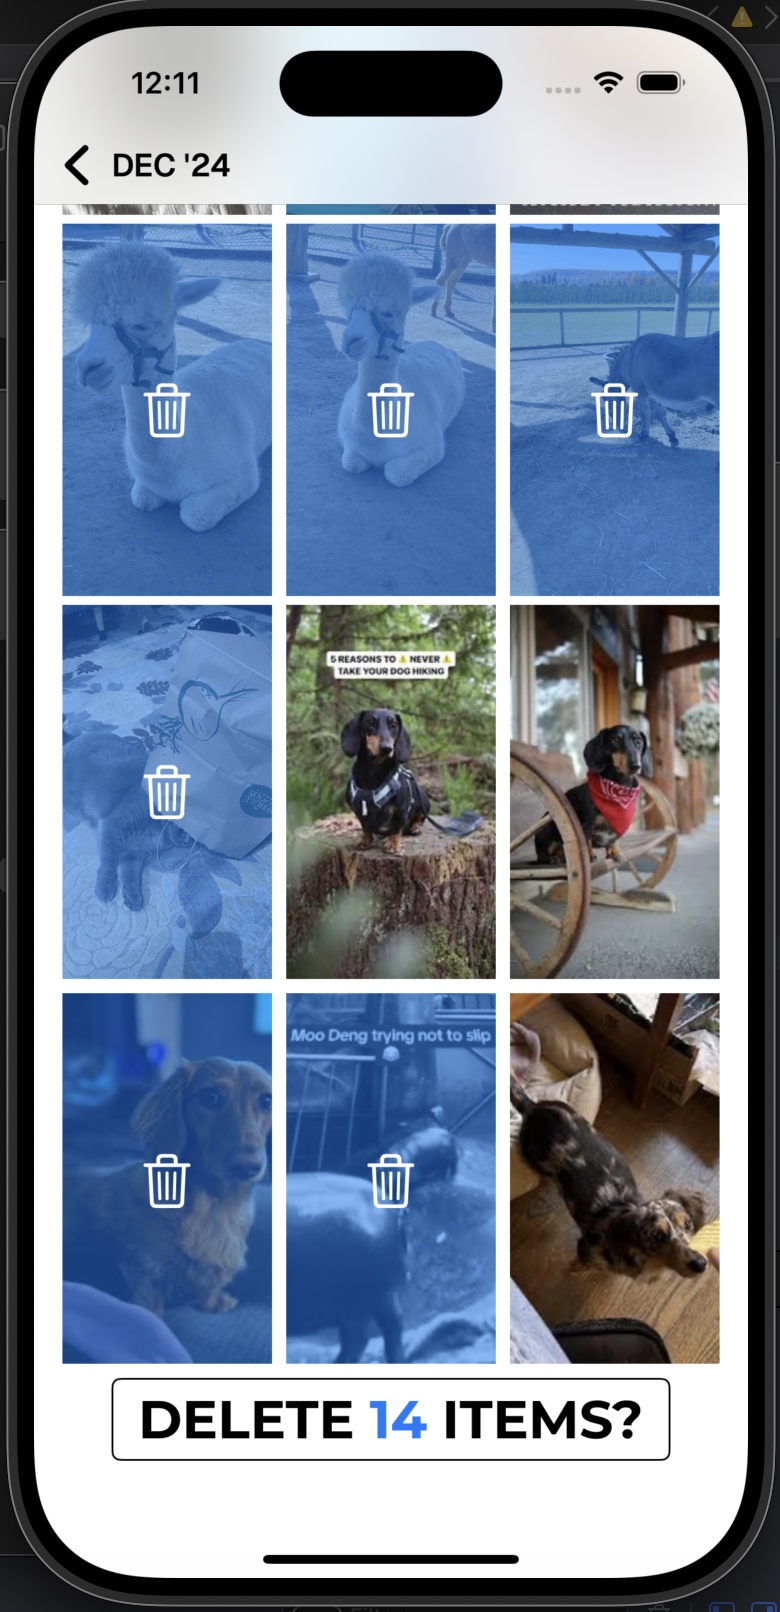 12:11
DEC '24
5 REASONS TO ⚠️ NEVER ⚠️
TAKE YOUR DOG HIKING
Moo Deng trying not to slip
DELETE 14 ITEMS?